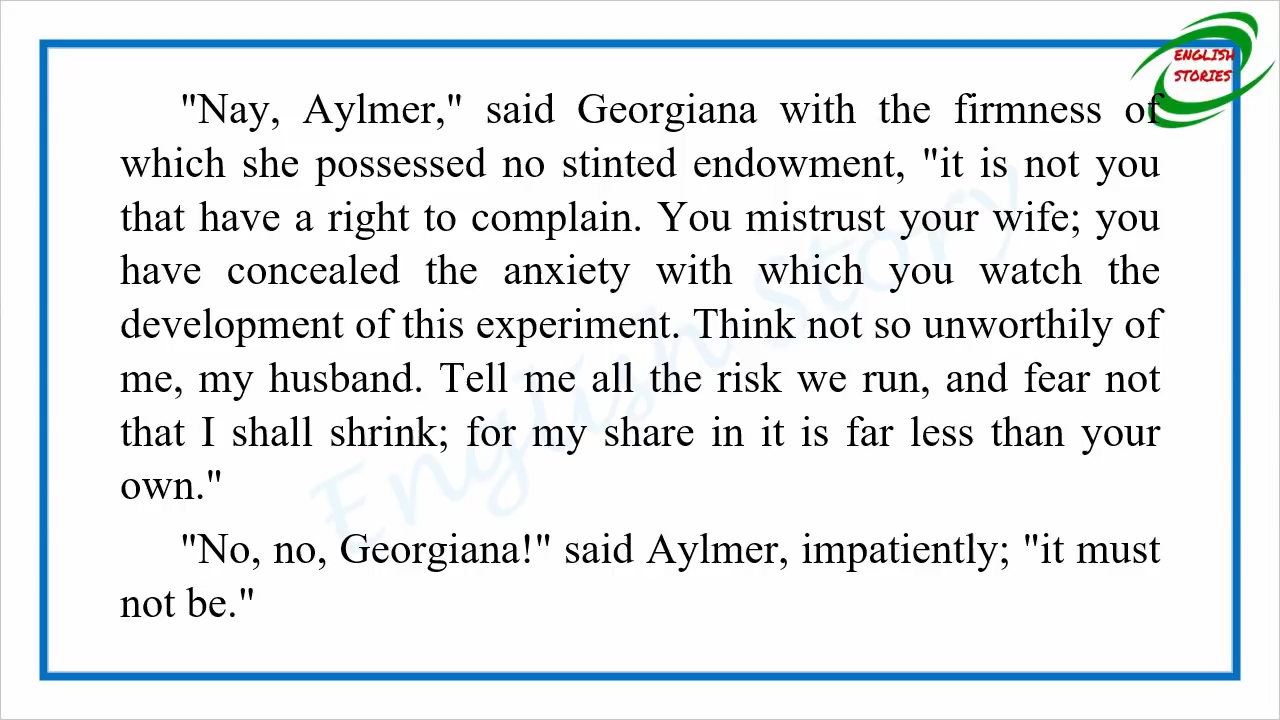 ENGLISH
STORIES
"Nay, Aylmer," said Georgiana with the firmness of
which she possessed no stinted endowment, "it is not you
that have a right to complain. You mistrust your wife; you
have concealed the anxiety with which you watch the
development of this experiment. Think not so unworthily of
me, my husband. Tell me all the risk we run, and fear not
that I shall shrink; for my share in it is far less than your
own."
"No, no, Georgiana!" said Aylmer, impatiently; "it must
not be."
English Story